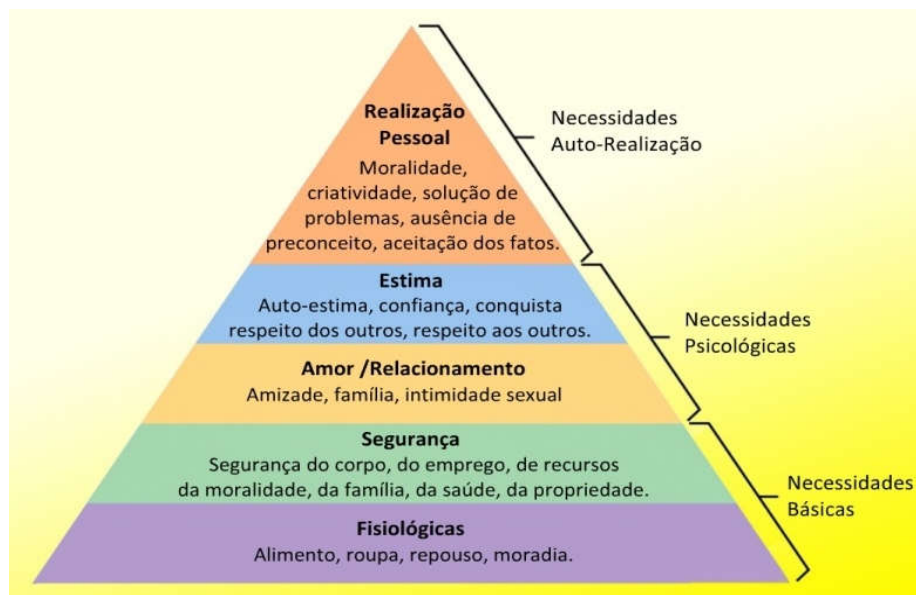 Realização
Pessoal
Moralidade,
criatividade, solução de
problemas, ausência de
preconceito, aceitação dos fatos.
Necessidades
Auto-Realização
Estima
Auto-estima, confiança, conquista
respeito dos outros, respeito aos outros.
Amor /Relacionamento
Amizade, família, intimidade sexual
Necessidades
Psicológicas
Segurança
Segurança do corpo, do emprego, de recursos
da moralidade, da família, da saúde, da propriedade.
Fisiológicas
Alimento, roupa, repouso, moradia.
Necessidades
Básicas